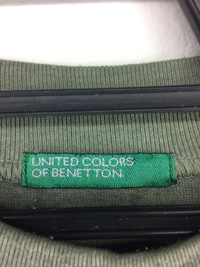 UNITED COLORS
OF BENETTON.